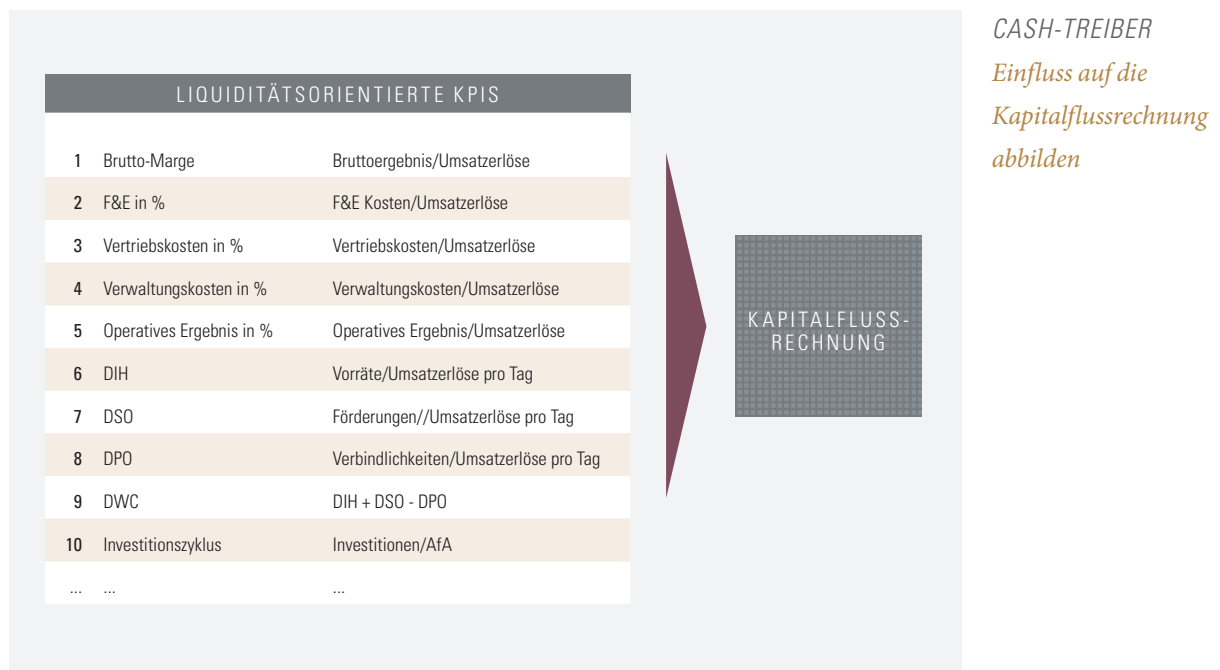 CASH-TREIBER
Einfluss auf die
Kapitalflussrechnung
abbilden
LIQUIDITÄTSORIENTIERTE KPIS
1 Brutto-Marge Bruttoergebnis/Umsatzerlöse
2 F&E in % F&E Kosten/Umsatzerlöse
3 Vertriebskosten in % Vertriebskosten/Umsatzerlöse
4 Verwaltungskosten in % Verwaltungskosten/Umsatzerlöse
5 Operatives Ergebnis in % Operatives Ergebnis/Umsatzerlöse
6 DIH Vorräte/Umsatzerlöse pro Tag
7 DSO Förderungen//Umsatzerlöse pro Tag
8 DPO Verbindlichkeiten/Umsatzerlöse pro Tag
9 DWC DIH + DSO - DPO
10 Investitionszyklus Investitionen/AfA
... ... ...
KAPITALFLUSS-
RECHNUNG